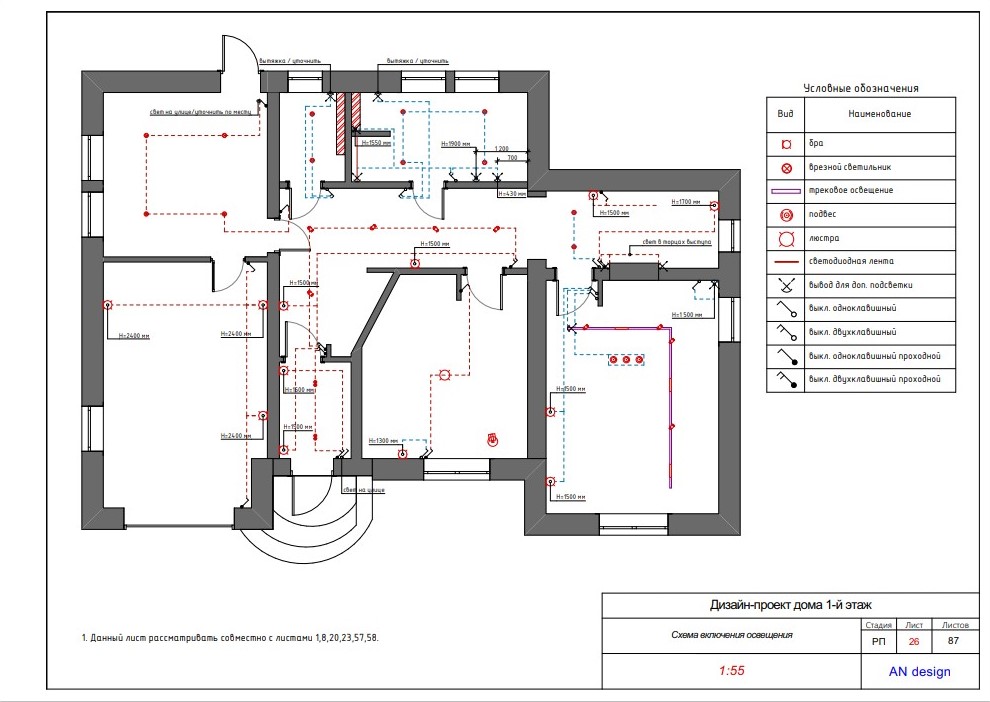 вытяжка / уточнить
вытяжка / уточнить
свет на улице/уточнить по месту
H=1550 мм
H=1900 мм
1 200
700
H=430 мм
H=1500 мм
H=1700 мм
свет в торцах выступа
H=1500 мм
H=1500 мм
H=2400 мм
H=2400 мм
H=1500 мм
H=1500 мм
H=2400 мм
H=1500 мм
H=1300 мм
H=1500 мм
H=1500 мм
свет на улице
Условные обозначения
Вид Наименование
бра
врезной светильник
трековое освещение
подвес
люстра
светодиодная лента
вывод для доп. подсветки
выкл. одноклавишный
выкл. двухклавишный
выкл. одноклавишной проходной
выкл. двухклавишный проходной
1. Данный лист рассматривать совместно с листами 1,8,20,23,57,58.
Дизайн-проект дома 1-й этаж
Схема включения освещения
Стадия Лист Листов
РП 26 87
1:55
AN design